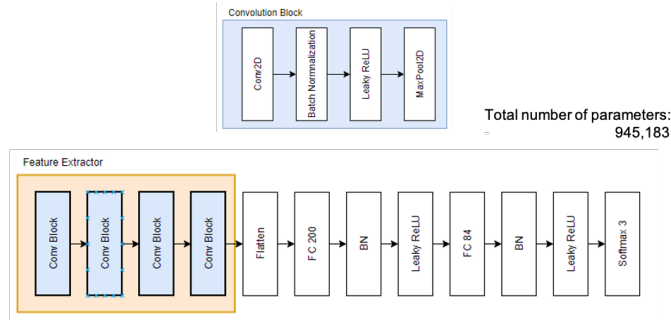 Convolution Block
Conv2D
Batch Normnalization
Leaky ReLU
MaxPool2D
Total number of parameters:
= 945,183
Feature Extractor
Conv Block
Conv Block
Conv Block
Conv Block
Flatten
FC 200
BN
Leaky ReLU
FC 84
BN
Leaky ReLU
Softmax 3